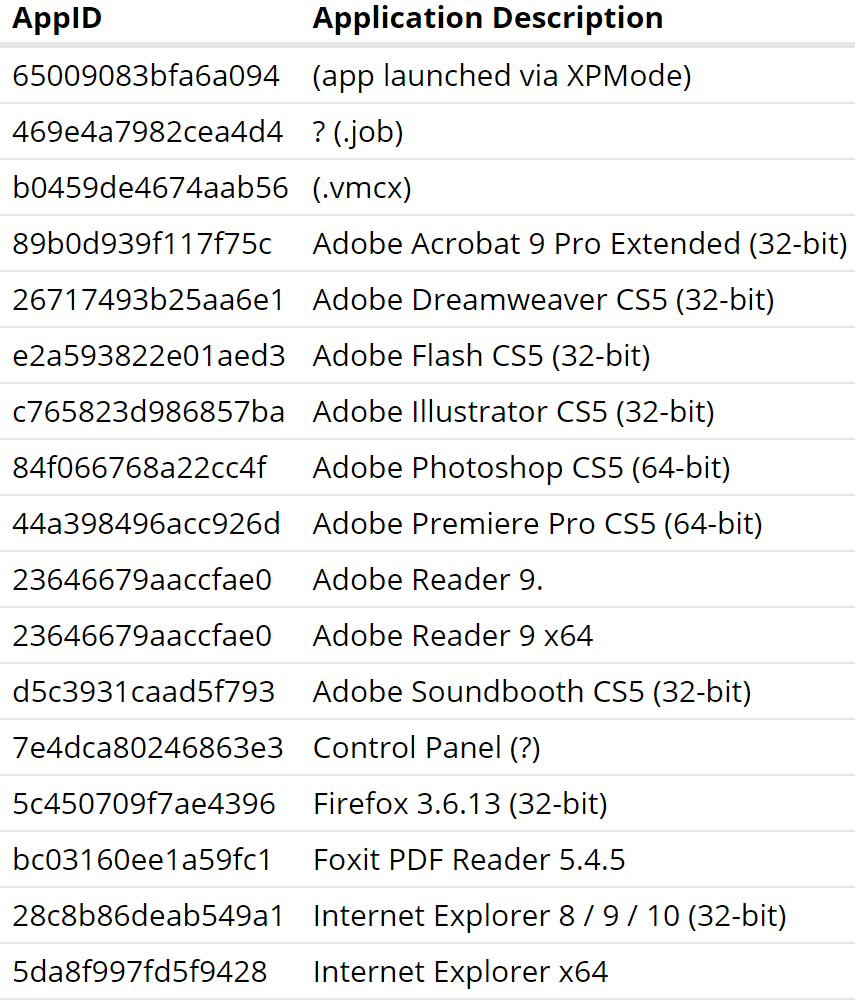 AppID Application Description
65009083bfa6a094 (app launched via XPMode)
469e4a7982cea4d4 ? (.job)
b0459de4674aab56 (.vmcx)
89b0d939f117f75c Adobe Acrobat 9 Pro Extended (32-bit)
26717493b25aa6e1 Adobe Dreamweaver CS5 (32-bit)
e2a593822e01aed3 Adobe Flash CS5 (32-bit)
c765823d986857ba Adobe Illustrator CS5 (32-bit)
84f066768a22cc4f Adobe Photoshop CS5 (64-bit)
44a398496acc926d Adobe Premiere Pro CS5 (64-bit)
23646679aaccfae0 Adobe Reader 9.
23646679aaccfae0 Adobe Reader 9 x64
d5c3931caad5f793 Adobe Soundbooth CS5 (32-bit)
7e4dca80246863e3 Control Panel (?)
5c450709f7ae4396 Firefox 3.6.13 (32-bit)
bc03160ee1a59fc1 Foxit PDF Reader 5.4.5
28c8b86deab549a1 Internet Explorer 8 / 9 / 10 (32-bit)
5da8f997fd5f9428 Internet Explorer x64